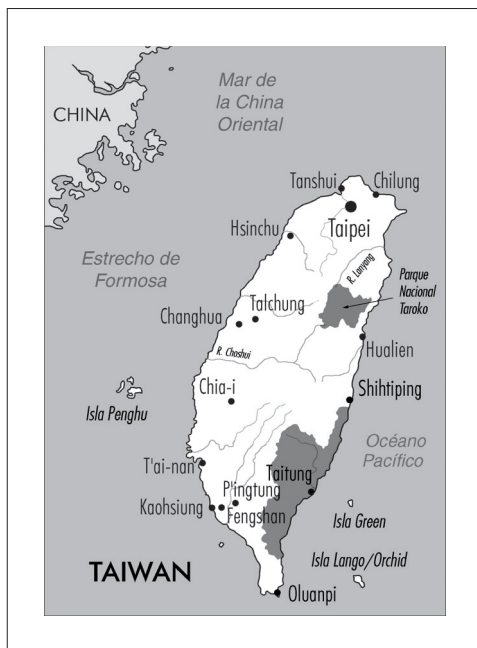 Mar de
la China
Oriental
CHINA
Tanshui
Chilung
Taipei
Hsinchu
R. Lanyang
Estrecho de
Formosa
Parque
Nacional
Taroko
Talchung
Changhua
Hualien
R. Choshui
Chia-i
Shihtiping
Isla Penghu
Océano
Pacífico
T'ai-nan
Taitung
P'ingtung
Kaohsiung
Fengshan
Isla Green
Isla Lango/Orchid
TAIWAN
Oluanpi